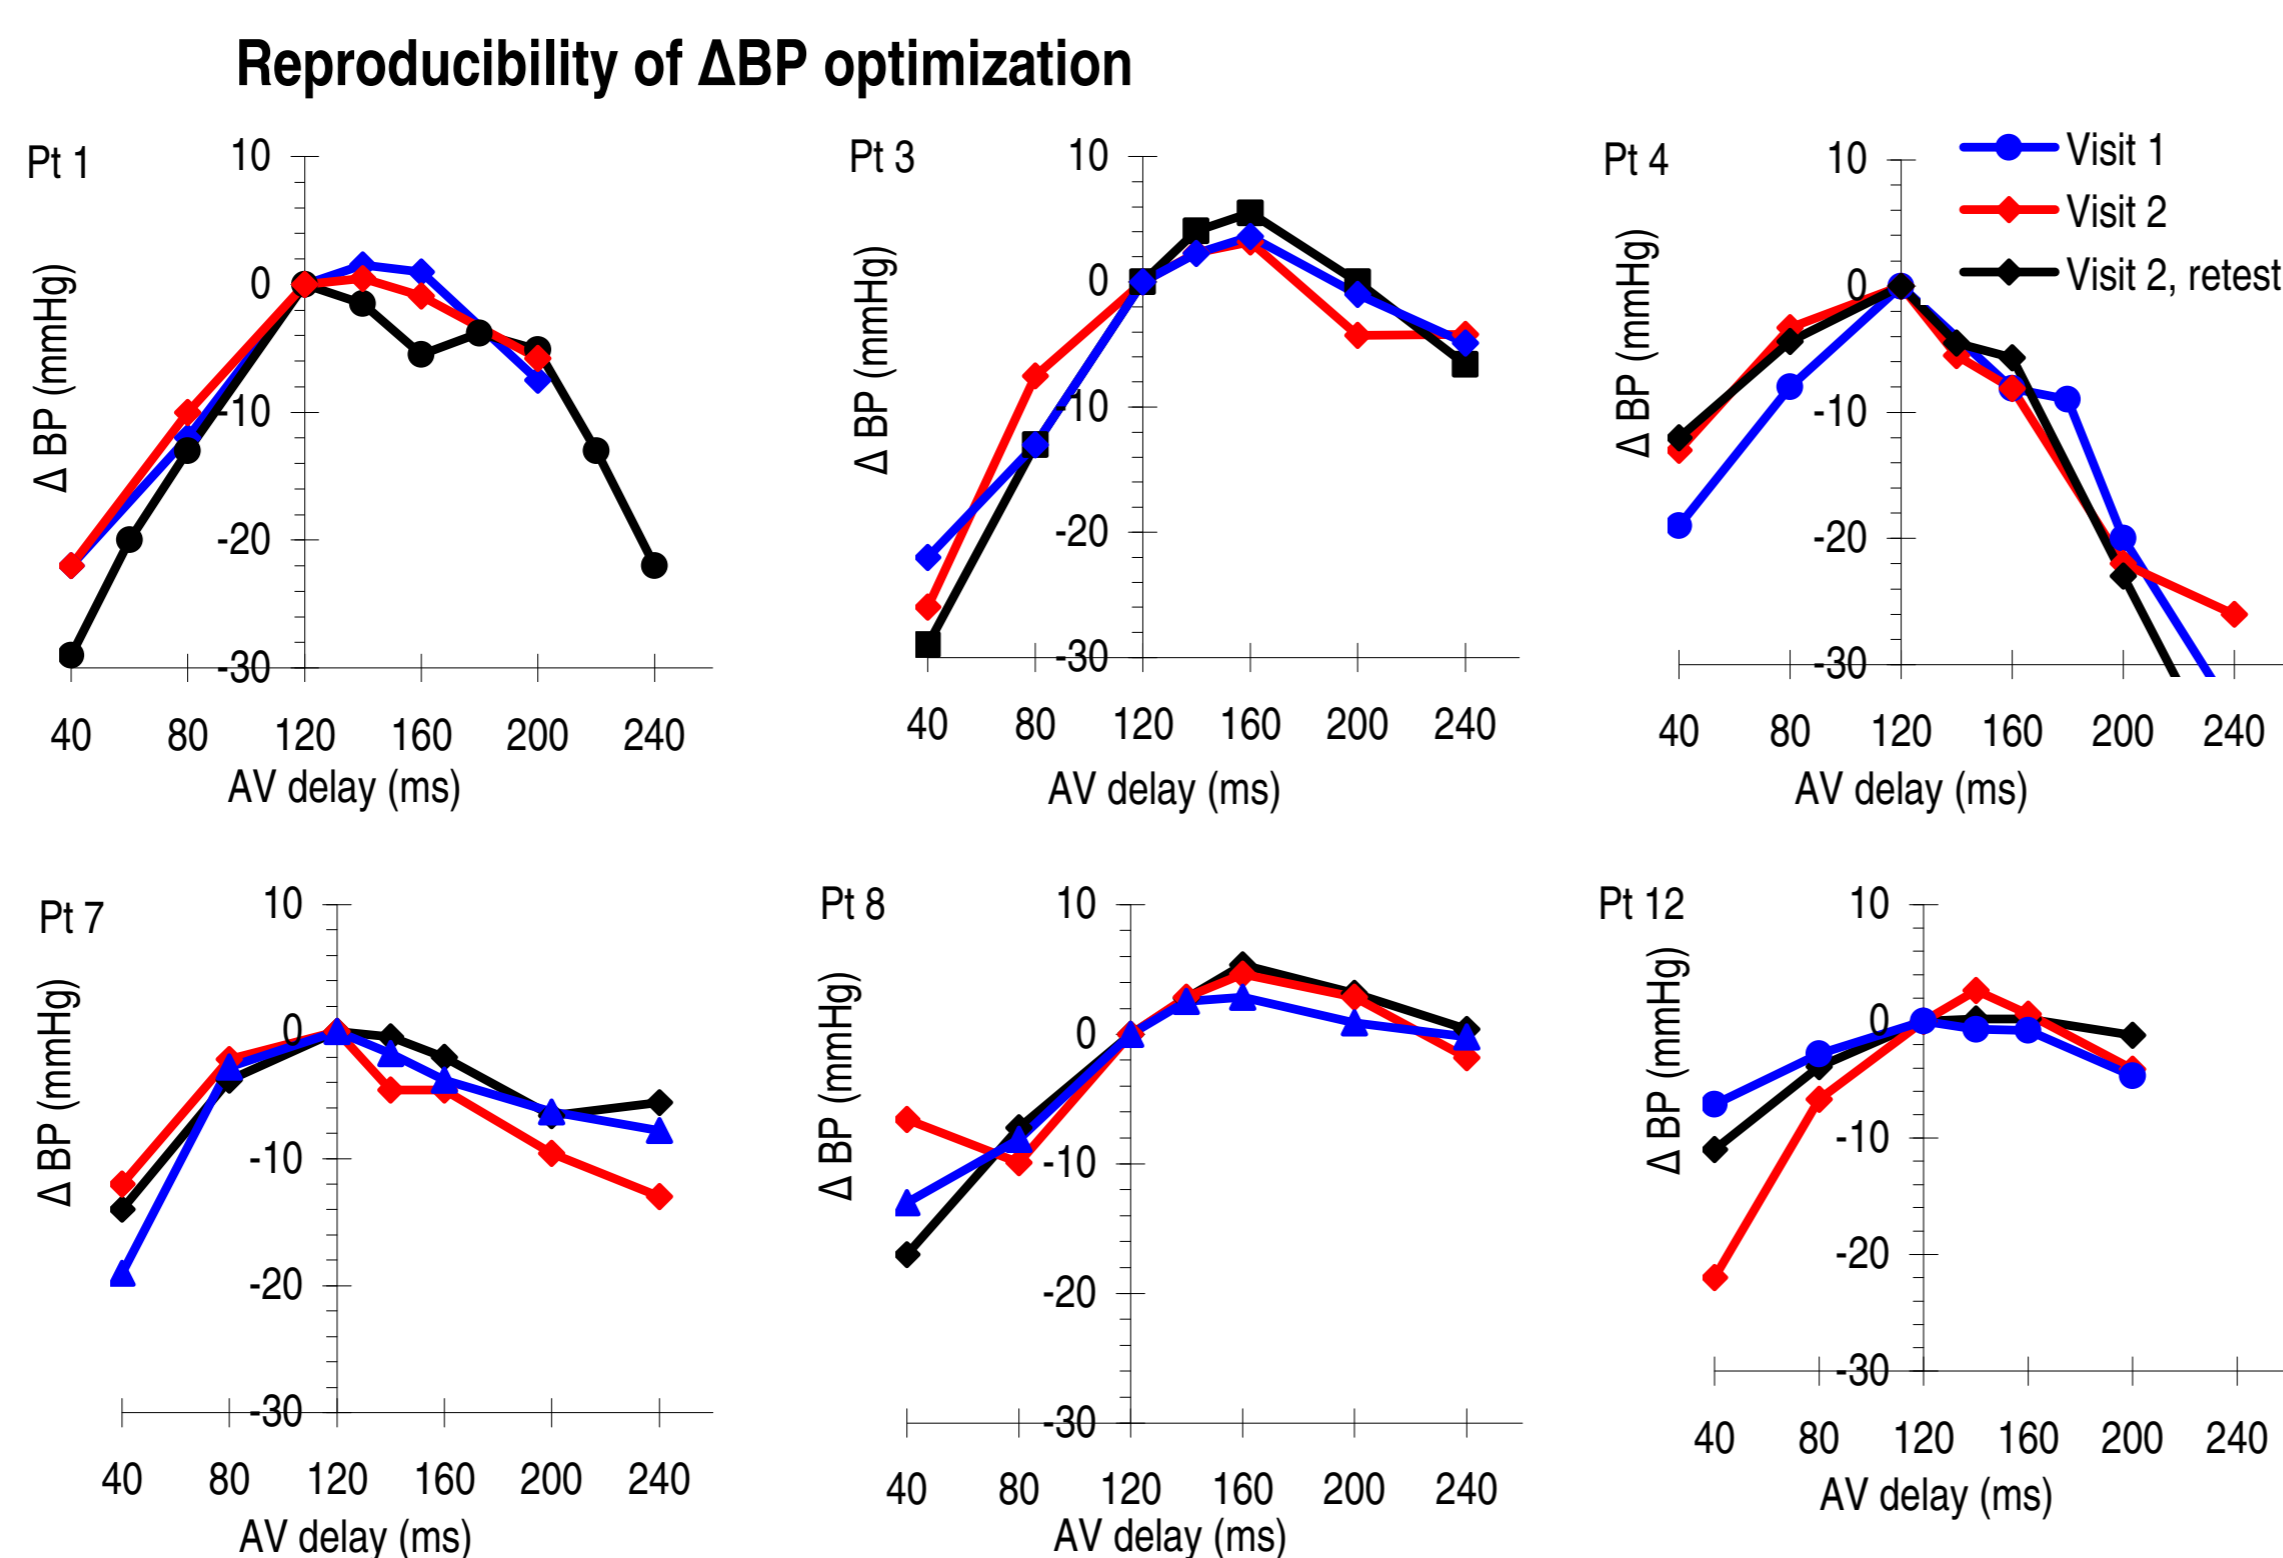 Reproducibility of ΔBP optimization
Pt 1
10
0
-10
-20
-30
Δ BP (mmHg)
40 80 120 160 200 240
AV delay (ms)
Pt 3
10
0
-10
-20
-30
Δ BP (mmHg)
40 80 120 160 200 240
AV delay (ms)
Pt 4
10
0
-10
-20
-30
Δ BP (mmHg)
40 80 120 160 200 240
AV delay (ms)
Visit 1
Visit 2
Visit 2, retest
Pt 7
10
0
-10
-20
-30
Δ BP (mmHg)
40 80 120 160 200 240
AV delay (ms)
Pt 8
10
0
-10
-20
-30
Δ BP (mmHg)
40 80 120 160 200 240
AV delay (ms)
Pt 12
10
0
-10
-20
-30
Δ BP (mmHg)
40 80 120 160 200 240
AV delay (ms)